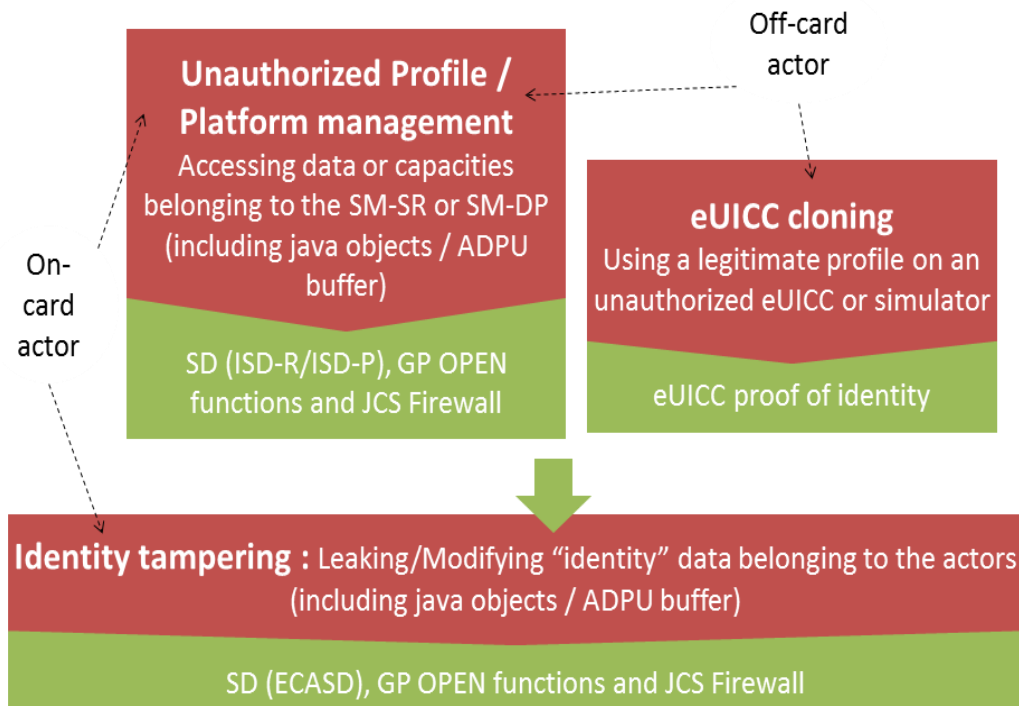 Off-card
actor
Unauthorized Profile /
Platform management
Accessing data or capacities
belonging to the SM-SR or SM-DP
(including java objects / ADPU
buffer)
SD (ISD-R/ISD-P), GP OPEN
functions and JCS Firewall
eUICC cloning
Using a legitimate profile on an
unauthorized eUICC or simulator
eUICC proof of identity
On-
card
actor
Identity tampering : Leaking/Modifying “identity” data belonging to the actors
(including java objects / ADPU buffer)
SD (ECASD), GP OPEN functions and JCS Firewall